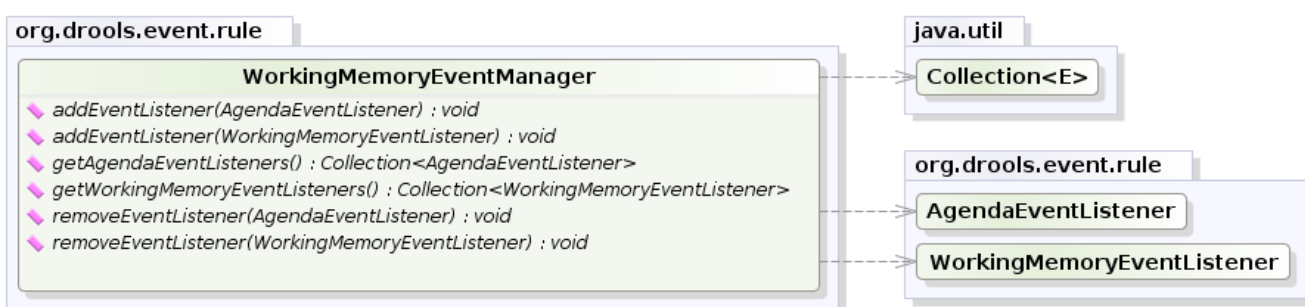 org.drools.event.rule
WorkingMemoryEventManager
addEventListener(AgendaEventListener) : void
addEventListener(WorkingMemoryEventListener) : void
getAgendaEventListeners() : Collection<AgendaEventListener>
getWorkingMemoryEventListeners() : Collection<WorkingMemoryEventListener>
removeEventListener(AgendaEventListener) : void
removeEventListener(WorkingMemoryEventListener) : void
java.util
Collection<E>
org.drools.event.rule
AgendaEventListener
WorkingMemoryEventListener